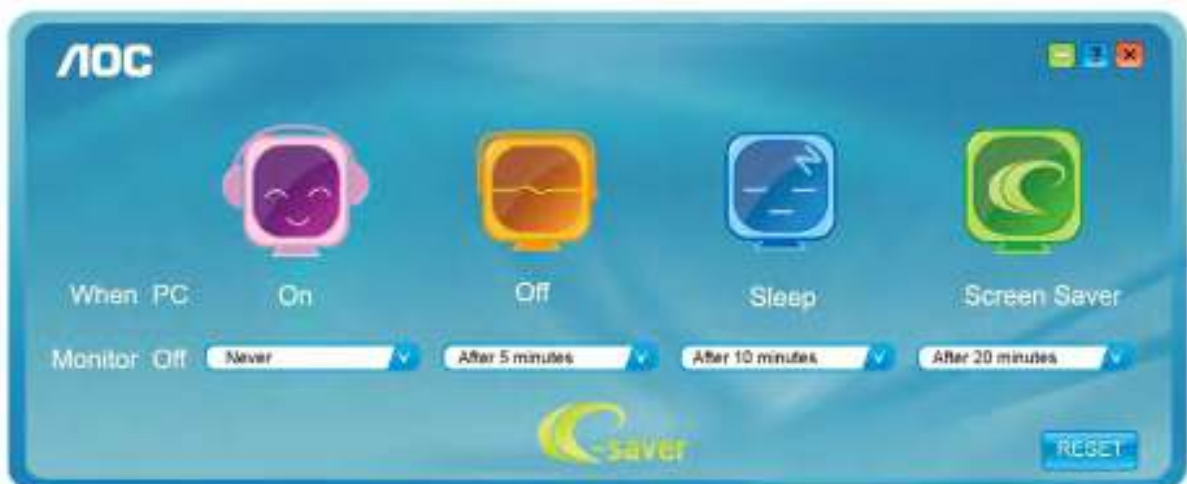 AOC
?
When PC On Off Sleep Screen Saver
Monitor Off Never After 5 minutes After 10 minutes After 20 minutes
e-saver
RESET